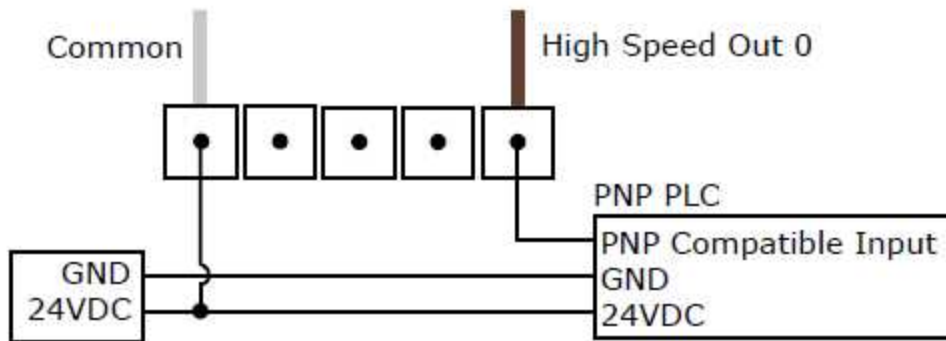 Common
High Speed Out 0
PNP PLC
PNP Compatible Input
GND
24VDC
GND
24VDC